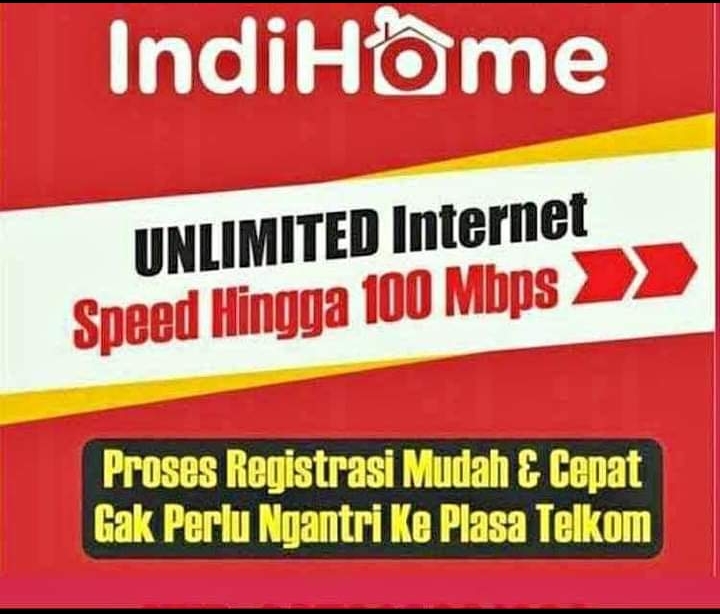 IndiHome
UNLIMITED Internet
Speed Hingga 100 Mbps
Proses Registrasi Mudah & Cepat
Gak Perlu Ngantri Ke Plasa Telkom